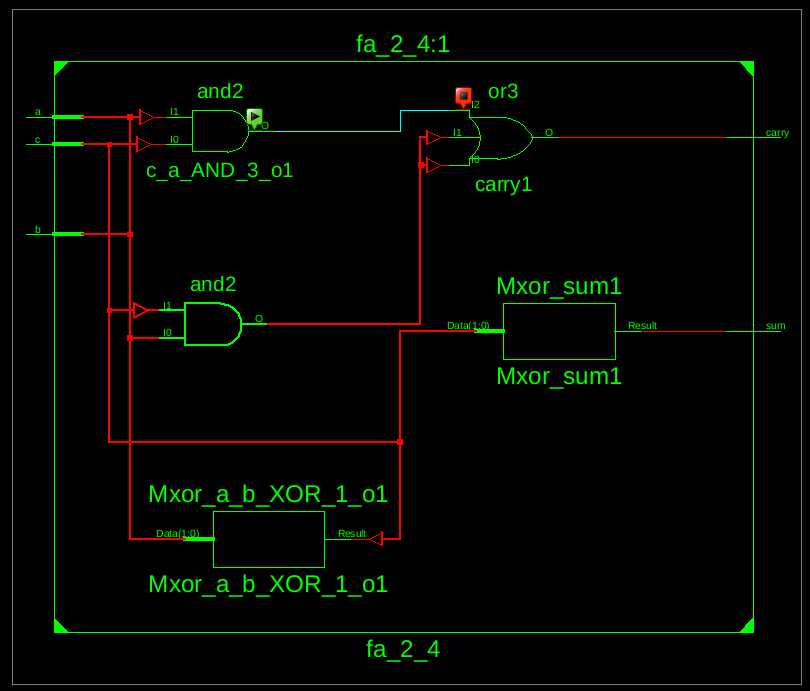 fa_2_4:1
and2
or3
a
I1
O
I2
c
I0
I1
O
carry
I0
c_a_AND_3_o1
carry1
b
and2
Mxor_sum1
I1
O
Data(1:0)
Result
sum
I0
Mxor_sum1
Mxor_a_b_XOR_1_o1
Data(1:0)
Result
Mxor_a_b_XOR_1_o1
fa_2_4